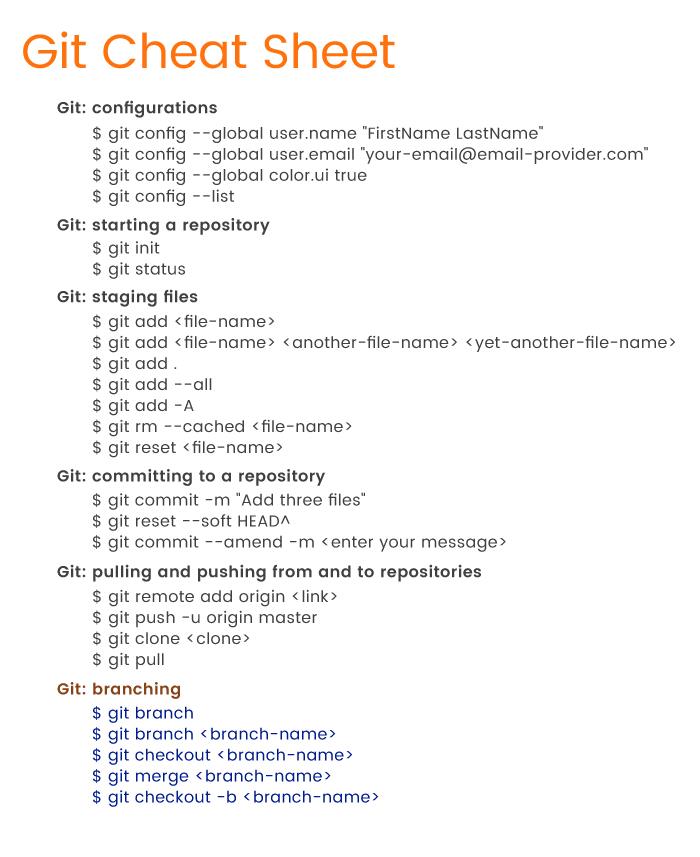 Git Cheat Sheet
Git: configurations
$ git config --global user.name "FirstName LastName"
$ git config --global user.email "your-email@email-provider.com"
$ git config --global color.ui true
$ git config --list
Git: starting a repository
$ git init
$ git status
Git: staging files
$ git add <file-name>
$ git add <file-name> <another-file-name> <yet-another-file-name>
$ git add .
$ git add --all
$ git add -A
$ git rm --cached <file-name>
$ git reset <file-name>
Git: committing to a repository
$ git commit -m "Add three files"
$ git reset --soft HEAD^
$ git commit --amend -m <enter your message>
Git: pulling and pushing from and to repositories
$ git remote add origin <link>
$ git push -u origin master
$ git clone <clone>
$ git pull
Git: branching
$ git branch
$ git branch <branch-name>
$ git checkout <branch-name>
$ git merge <branch-name>
$ git checkout -b <branch-name>